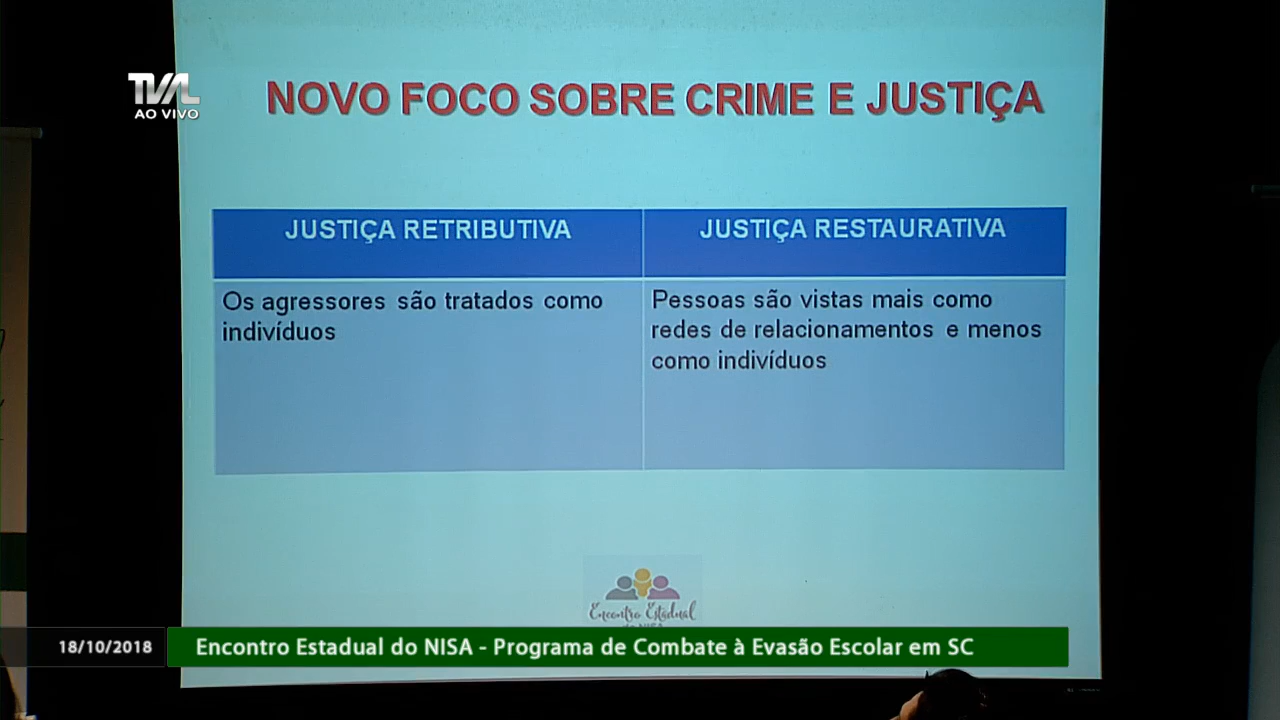 TVAL
AO VIVO
NOVO FOCO SOBRE CRIME E JUSTIÇA
JUSTIÇA RETRIBUTIVA
JUSTIÇA RESTAURATIVA
Os agressores são tratados como
indivíduos
Pessoas são vistas mais como
redes de relacionamentos e menos
como indivíduos
Encontro Estadual
do NISA
18/10/2018
Encontro Estadual do NISA - Programa de Combate à Evasão Escolar em SC